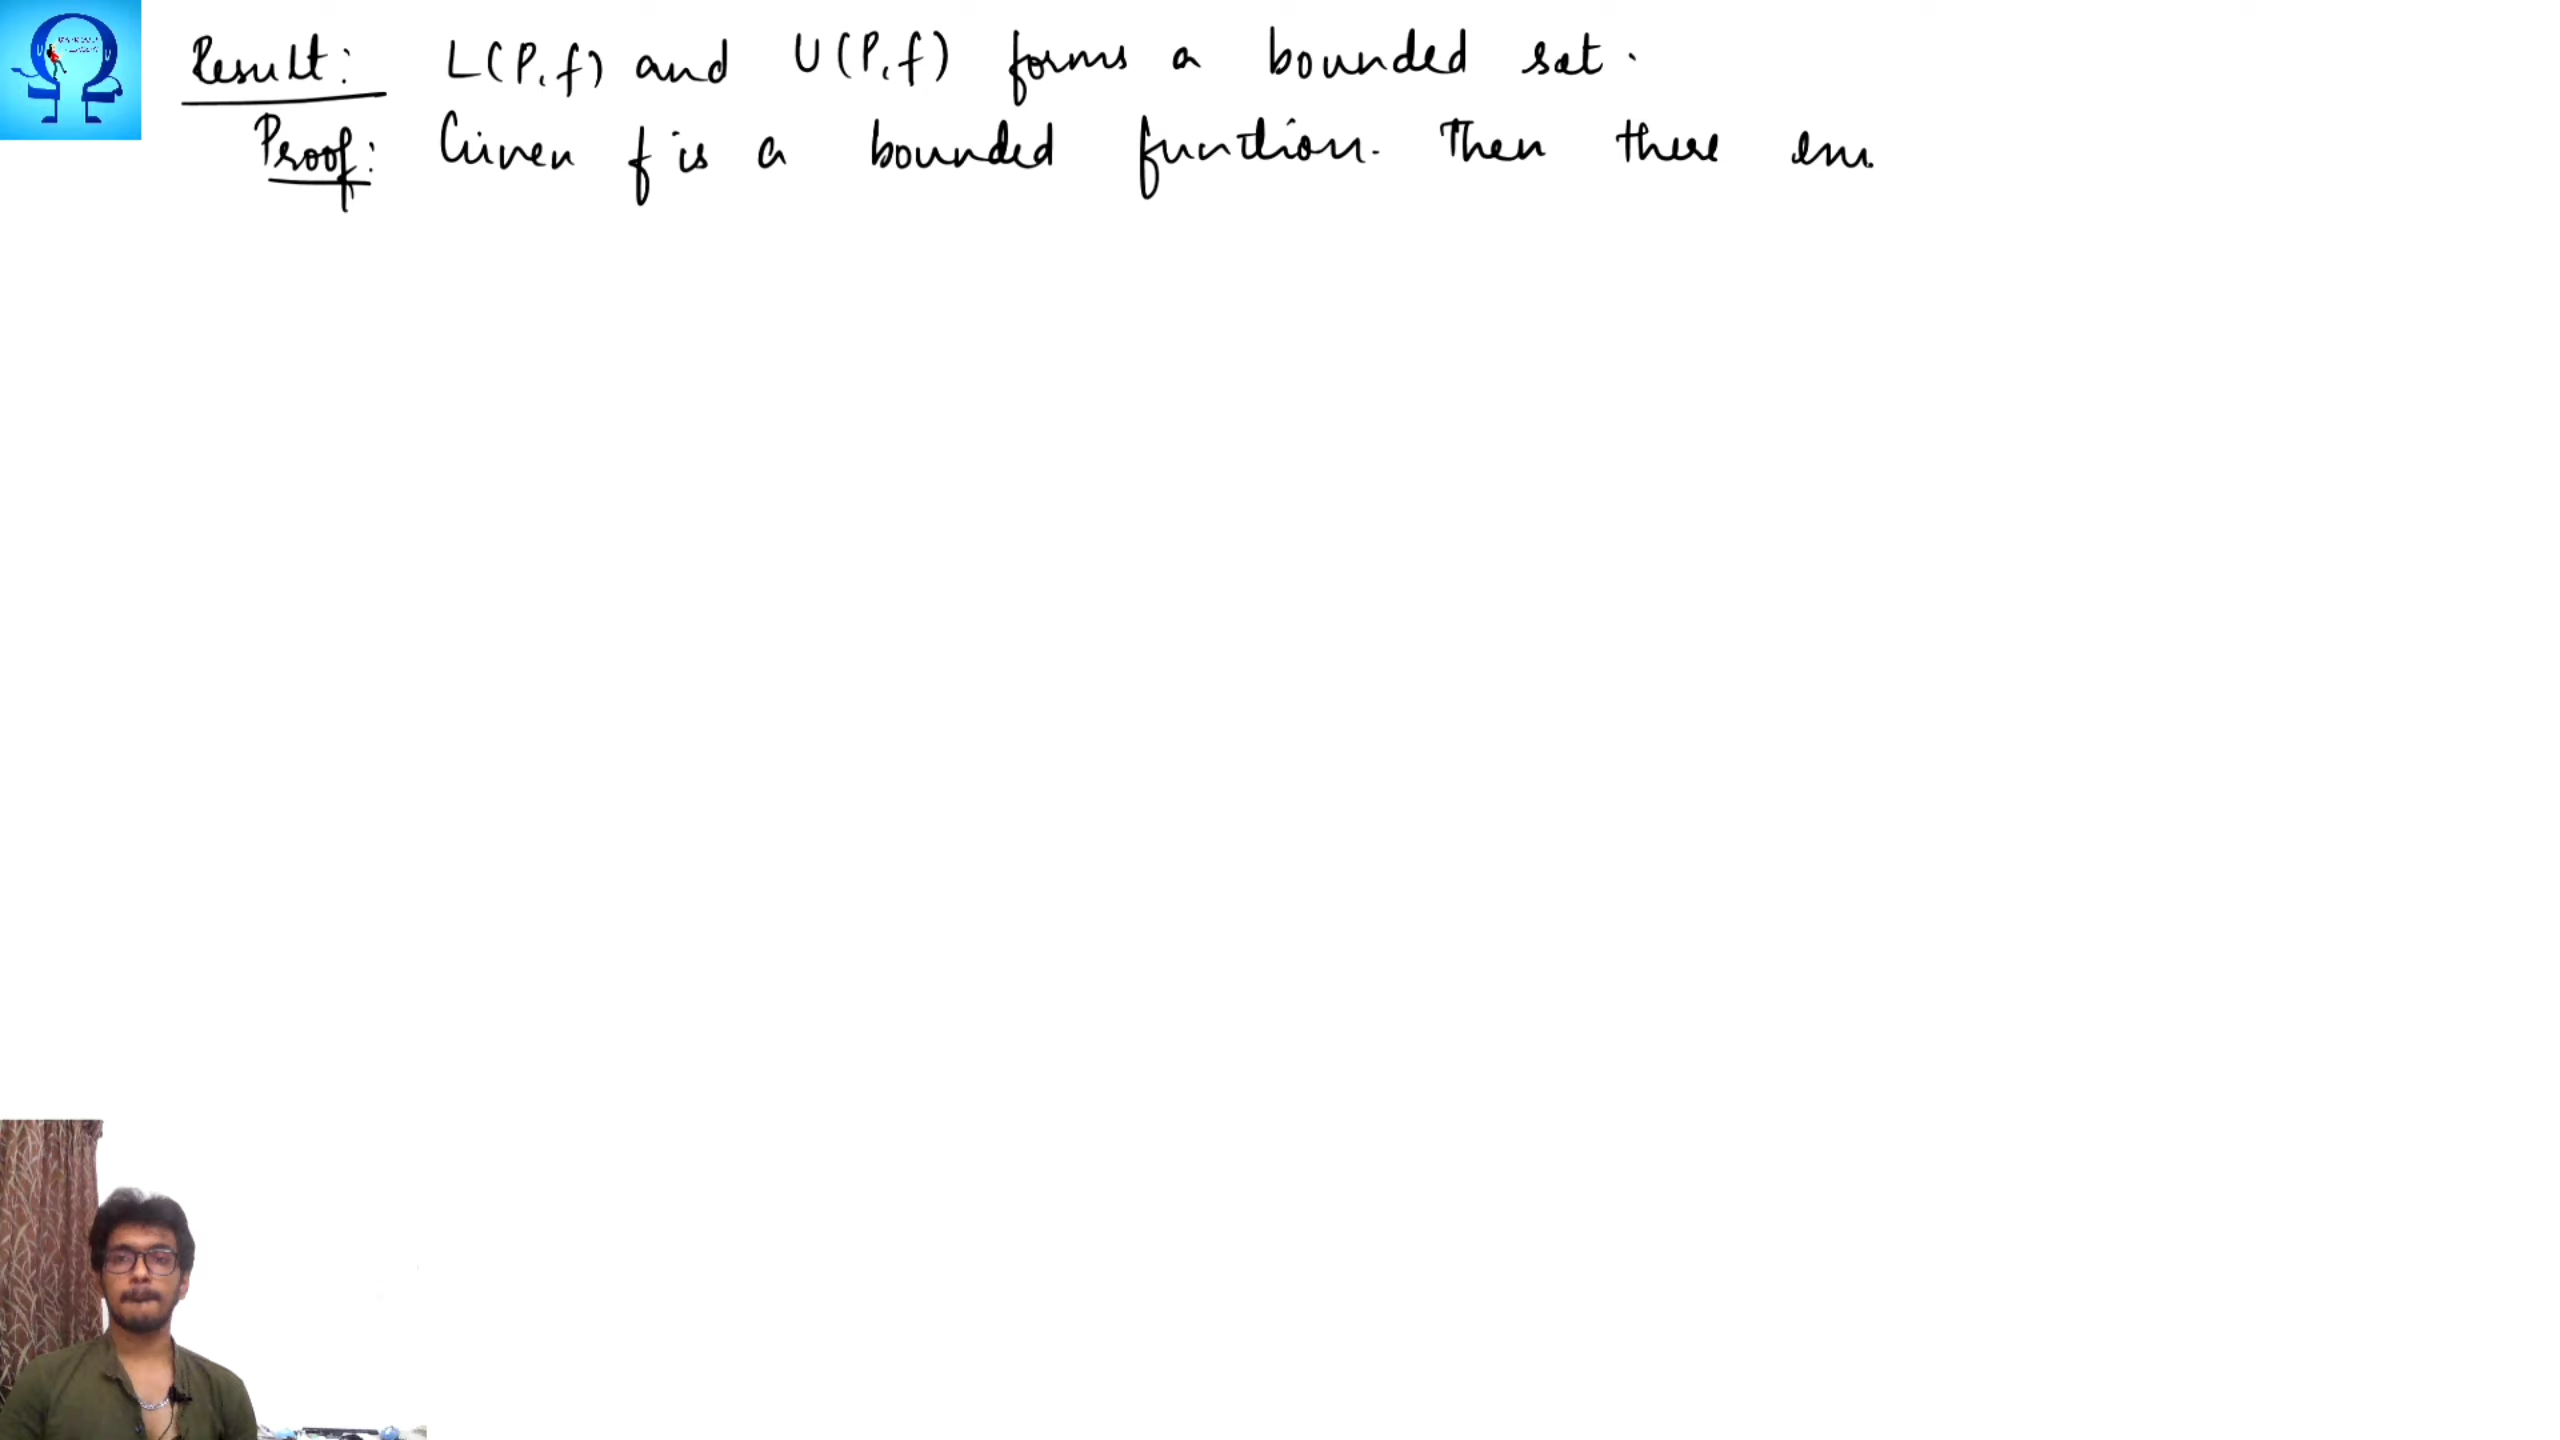 Result: L(P,f) and U(P,f) forms a bounded set.
Proof: Given f is a bounded function. Then there